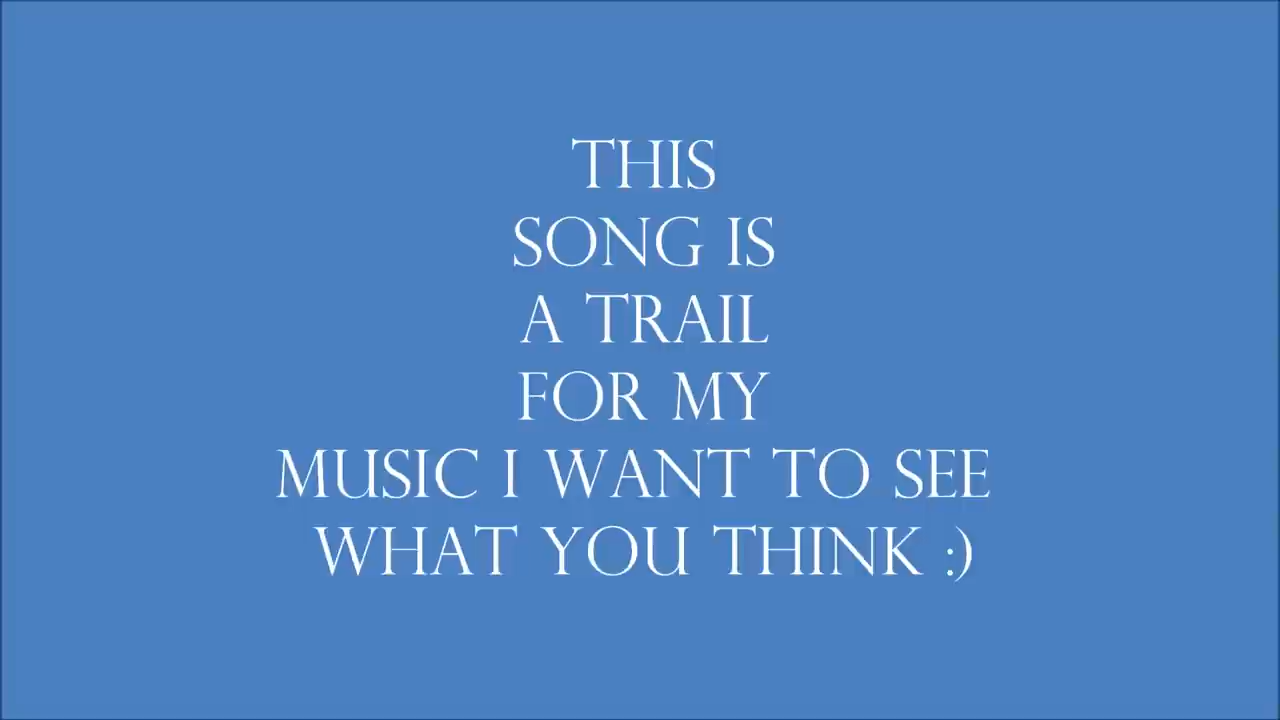 THIS
SONG IS
A TRAIL
FOR MY
MUSIC I WANT TO SEE
WHAT YOU THINK :)